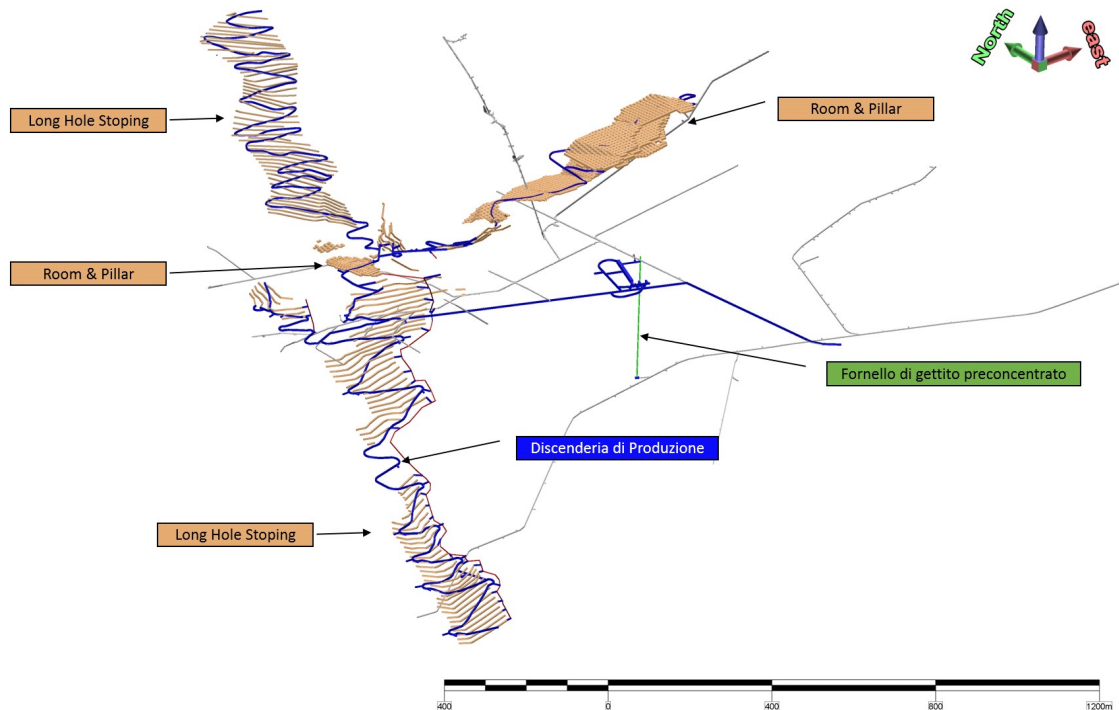 North
east
Long Hole Stoping
Room & Pillar
Room & Pillar
Fornello di gettito preconcentrato
Discenderia di Produzione
Long Hole Stoping
400 0 400 800 1200m